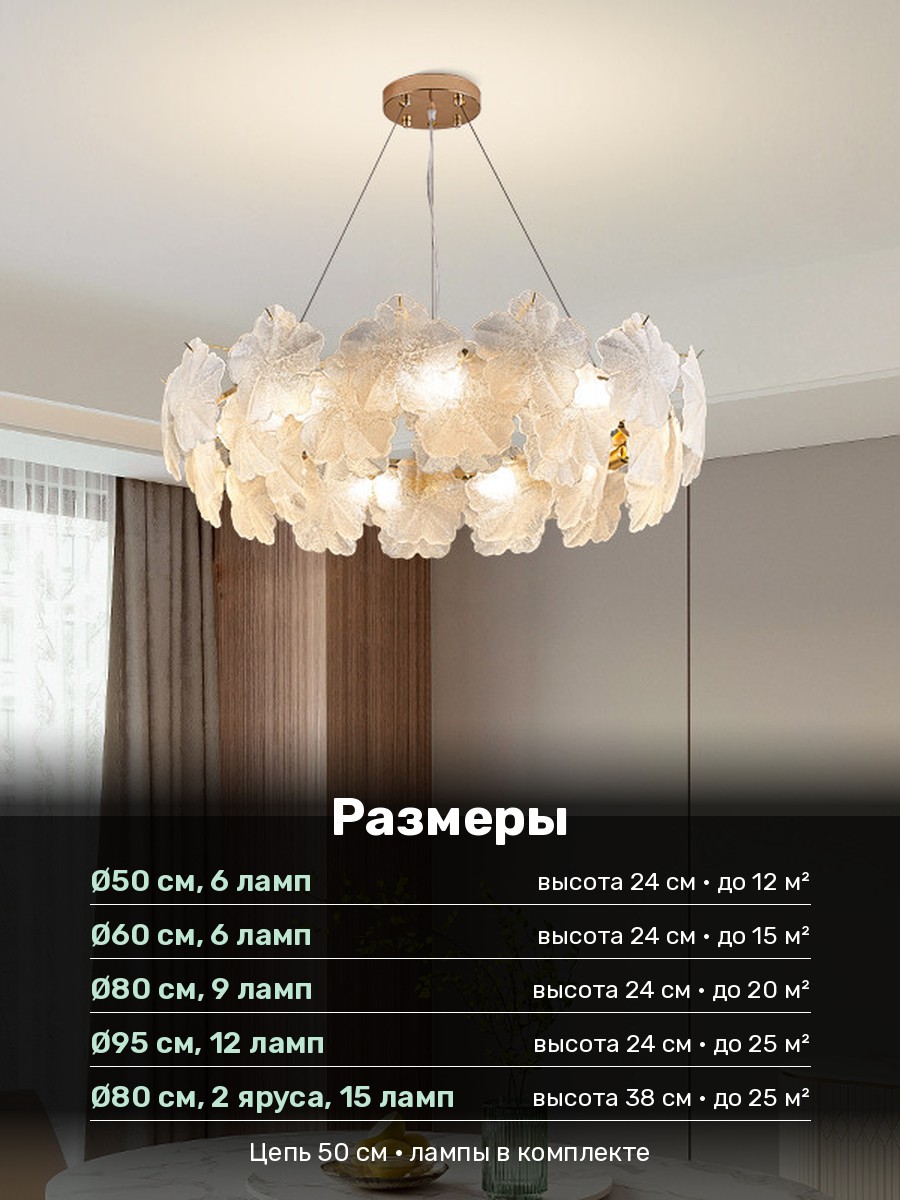 Размеры
Ø50 см, 6 ламп высота 24 см • до 12 м²
Ø60 см, 6 ламп высота 24 см • до 15 м²
Ø80 см, 9 ламп высота 24 см • до 20 м²
Ø95 см, 12 ламп высота 24 см • до 25 м²
Ø80 см, 2 яруса, 15 ламп высота 38 см • до 25 м²
Цепь 50 см • лампы в комплекте